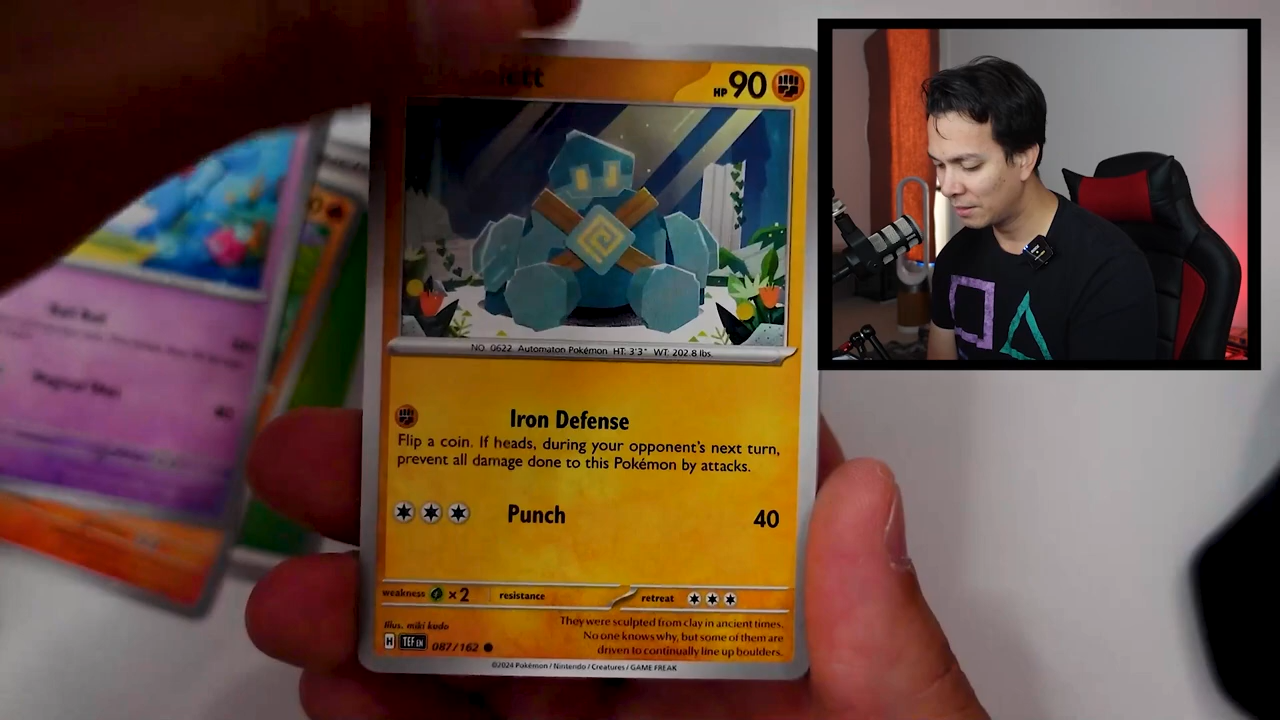 HP 90
NO 0622 Automaton Pokémon HT: 3'3" WT: 202.8 lbs.
Iron Defense
Flip a coin. If heads, during your opponent's next turn,
prevent all damage done to this Pokémon by attacks.
Punch 40
weakness ×2 resistance retreat
Illus. miki kudo
They were sculpted from clay in ancient times.
No one knows why, but some of them are
driven to continually line up boulders.
H TEF EN 087/162
©2024 Pokémon / Nintendo / Creatures / GAME FREAK
40